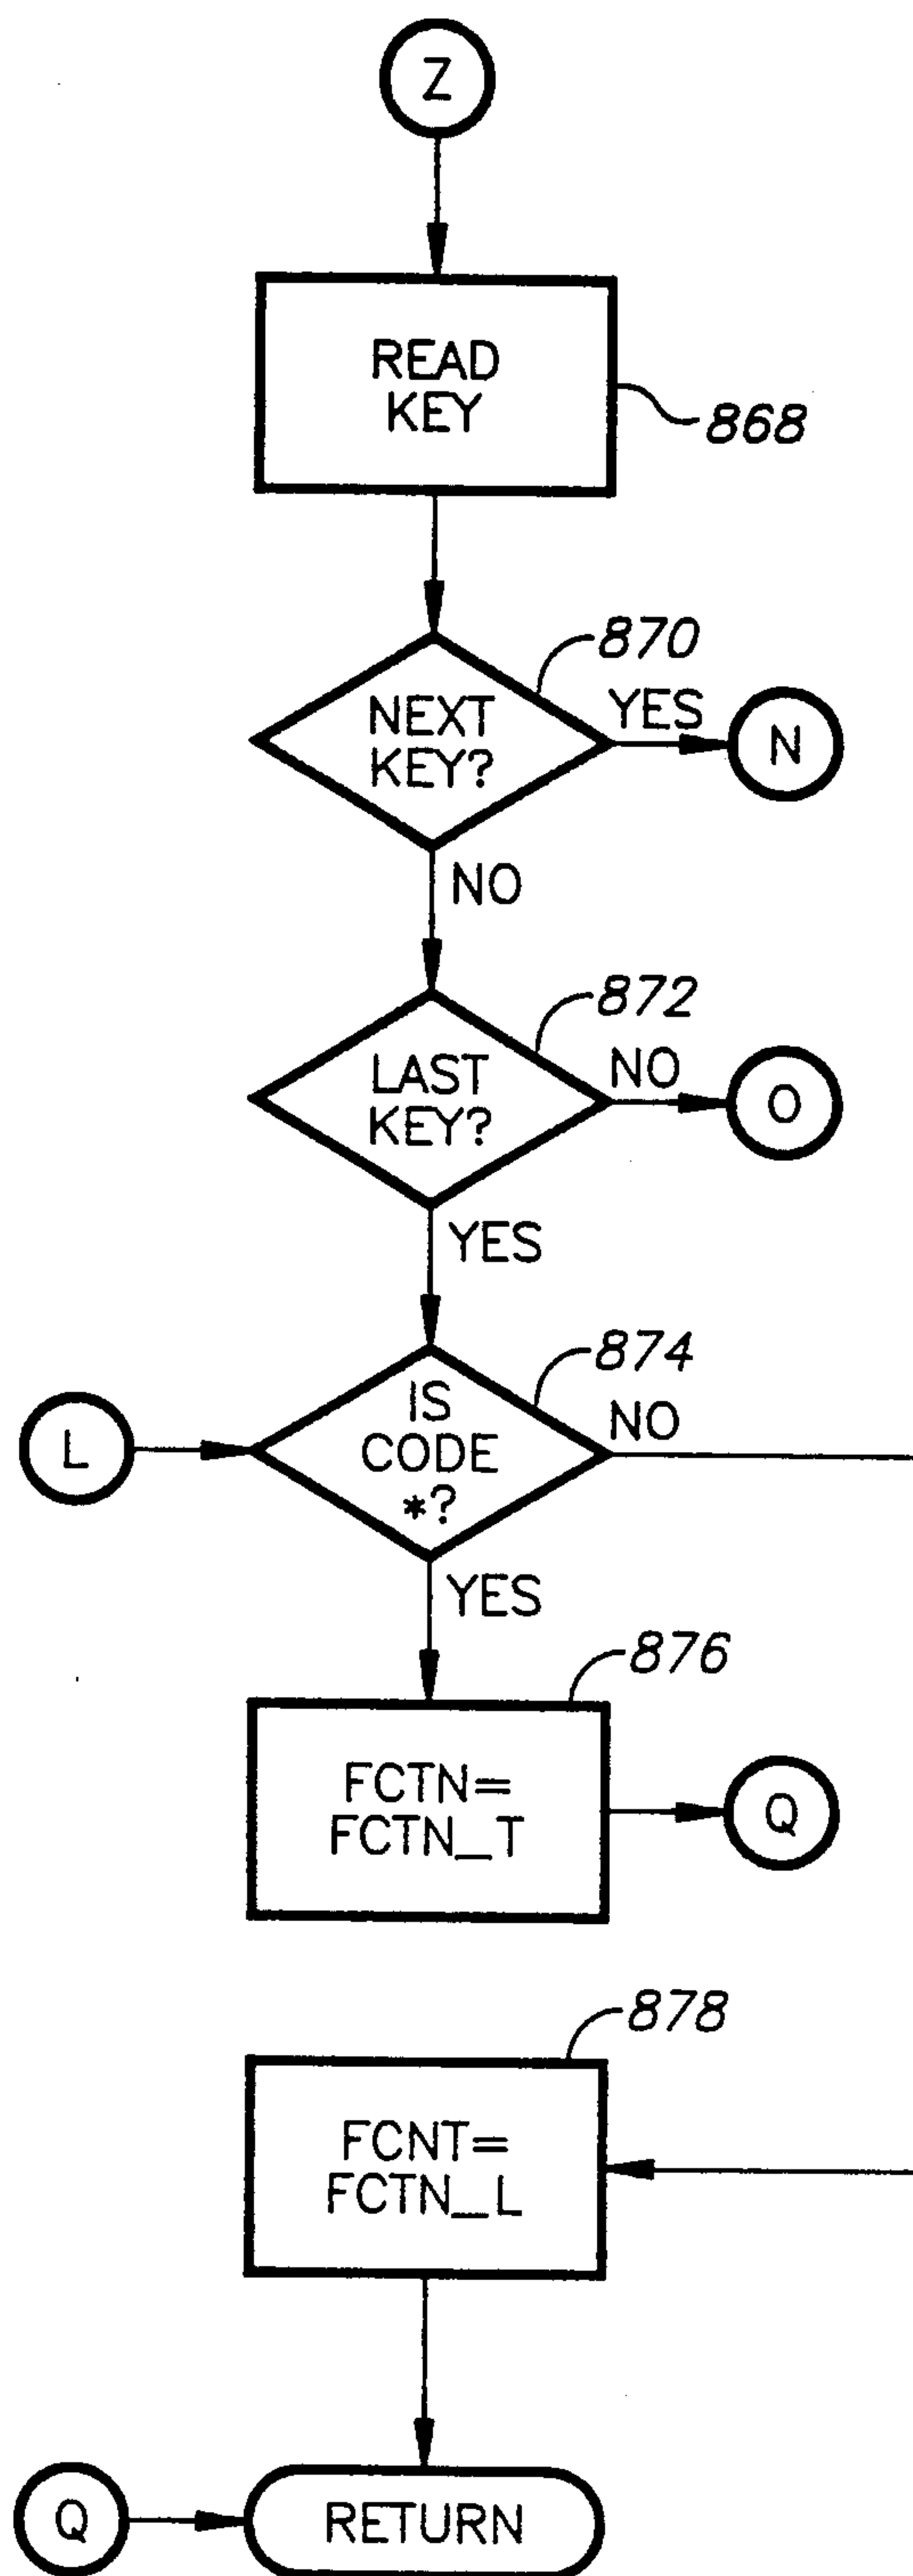 Z
READ
KEY
868
870
NEXT
KEY?
YES
N
NO
872
LAST
KEY?
NO
O
YES
874
L
IS
CODE
*?
NO
YES
876
FCTN=
FCTN_T
Q
878
FCNT=
FCTN_L
Q
RETURN